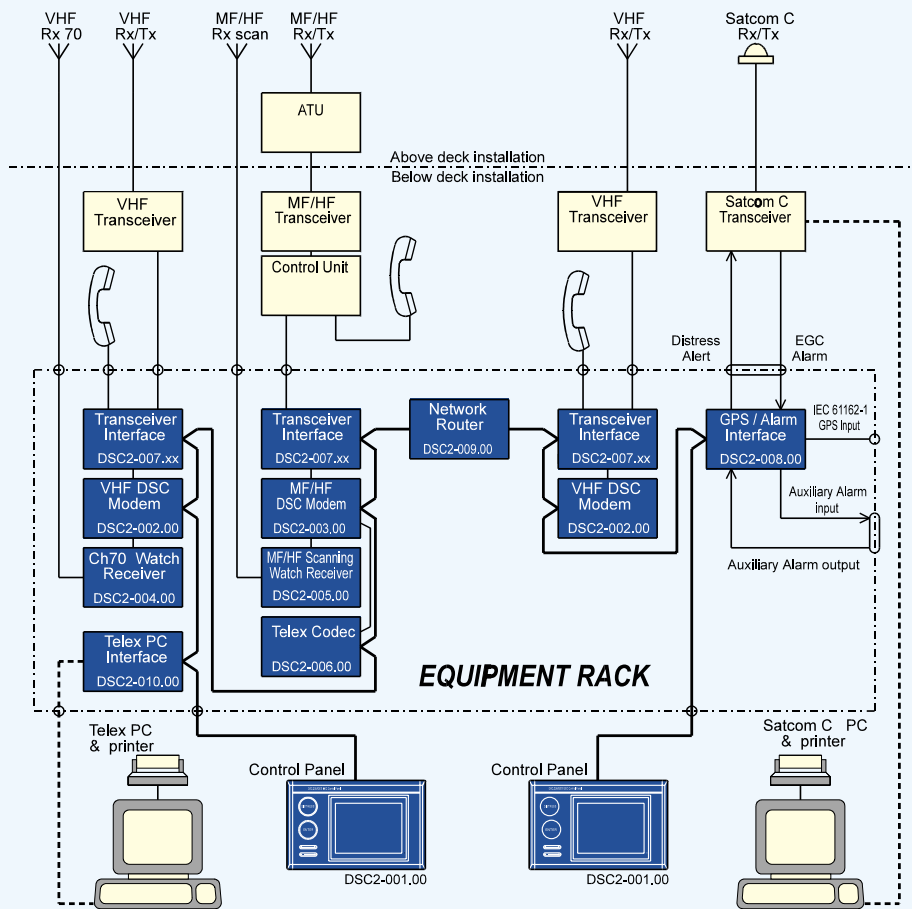 VHF
Rx 70
VHF
Rx/Tx
MF/HF
Rx scan
MF/HF
Rx/Tx
VHF
Rx/Tx
Satcom C
Rx/Tx
ATU
Above deck installation
Below deck installation
VHF
Transceiver
MF/HF
Transceiver
Control Unit
VHF
Transceiver
Satcom C
Transceiver
Distress
Alert
EGC
Alarm
Transceiver
Interface
DSC2-007.xx
Transceiver
Interface
DSC2-007.xx
Network
Router
DSC2-009.00
Transceiver
Interface
DSC2-007.xx
GPS / Alarm
Interface
DSC2-008.00
IEC 61162-1
GPS Input
VHF DSC
Modem
DSC2-002.00
MF/HF
DSC Modem
DSC2-003.00
VHF DSC
Modem
DSC2-002.00
Auxiliary Alarm
input
Auxiliary Alarm output
Ch70 Watch
Receiver
DSC2-004.00
MF/HF Scanning
Watch Receiver
DSC2-005.00
Telex PC
Interface
DSC2-010.00
Telex Codec
DSC2-006.00
EQUIPMENT RACK
Telex PC
& printer
Control Panel
DSC2-001.00
Control Panel
DSC2-001.00
Satcom C PC
& printer